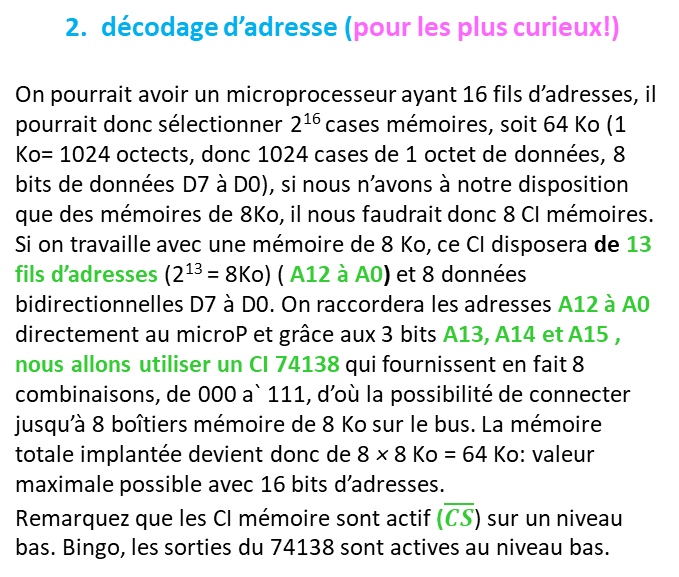 2. décodage d’adresse (pour les plus curieux!)
On pourrait avoir un microprocesseur ayant 16 fils d’adresses, il
pourrait donc sélectionner 2¹⁶ cases mémoires, soit 64 Ko (1
Ko= 1024 octects, donc 1024 cases de 1 octet de données, 8
bits de données D7 à D0), si nous n’avons à notre disposition
que des mémoires de 8Ko, il nous faudrait donc 8 CI mémoires.
Si on travaille avec une mémoire de 8 Ko, ce CI disposera de 13
fils d’adresses (2¹³ = 8Ko) ( A12 à A0) et 8 données
bidirectionnelles D7 à D0. On raccordera les adresses A12 à A0
directement au microP et grâce aux 3 bits A13, A14 et A15 ,
nous allons utiliser un CI 74138 qui fournissent en fait 8
combinaisons, de 000 a` 111, d’où la possibilité de connecter
jusqu’à 8 boîtiers mémoire de 8 Ko sur le bus. La mémoire
totale implantée devient donc de 8 × 8 Ko = 64 Ko: valeur
maximale possible avec 16 bits d’adresses.
Remarquez que les CI mémoire sont actif (C̅S̅) sur un niveau
bas. Bingo, les sorties du 74138 sont actives au niveau bas.